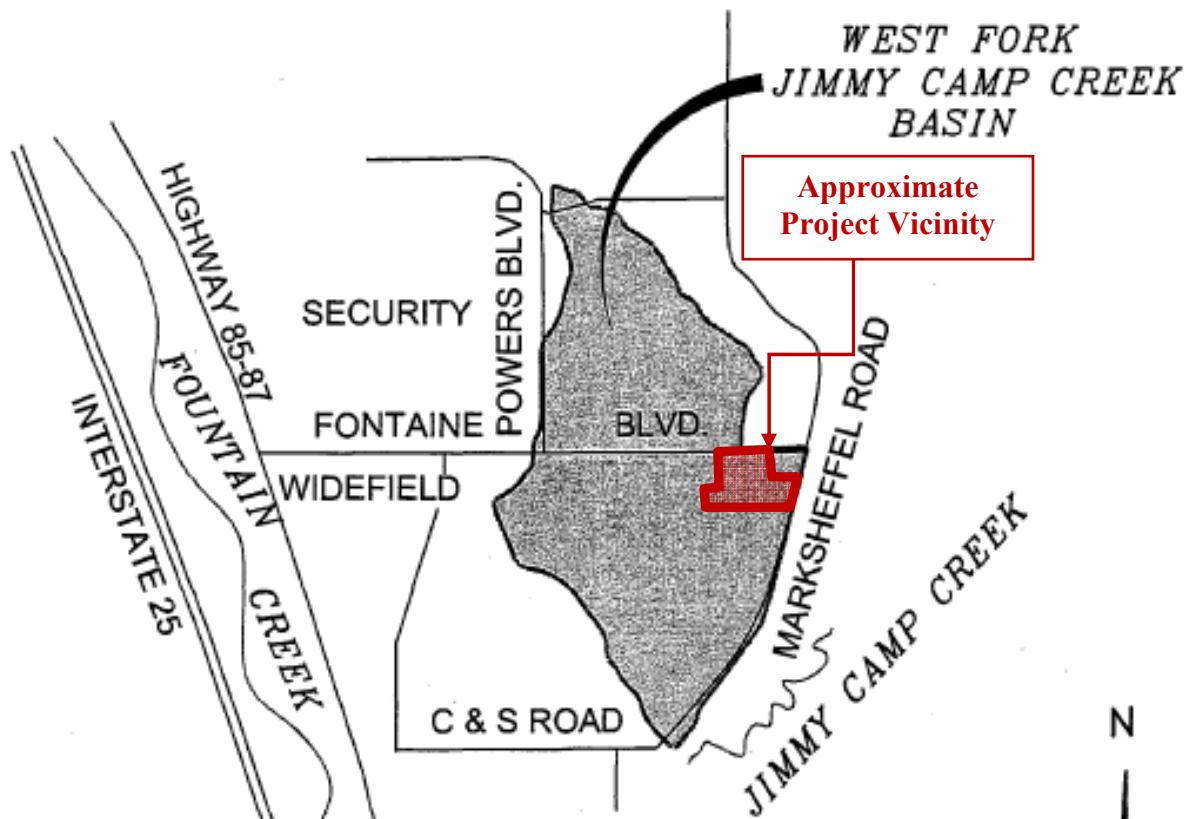 WEST FORK
JIMMY CAMP CREEK
BASIN
Approximate
Project Vicinity
HIGHWAY 85-87
POWERS BLVD.
SECURITY
FOUNTAIN
CREEK
INTERSTATE 25
FONTAINE
BLVD.
WIDEFIELD
MARKSHEFFEL ROAD
JIMMY CAMP CREEK
C & S ROAD
N